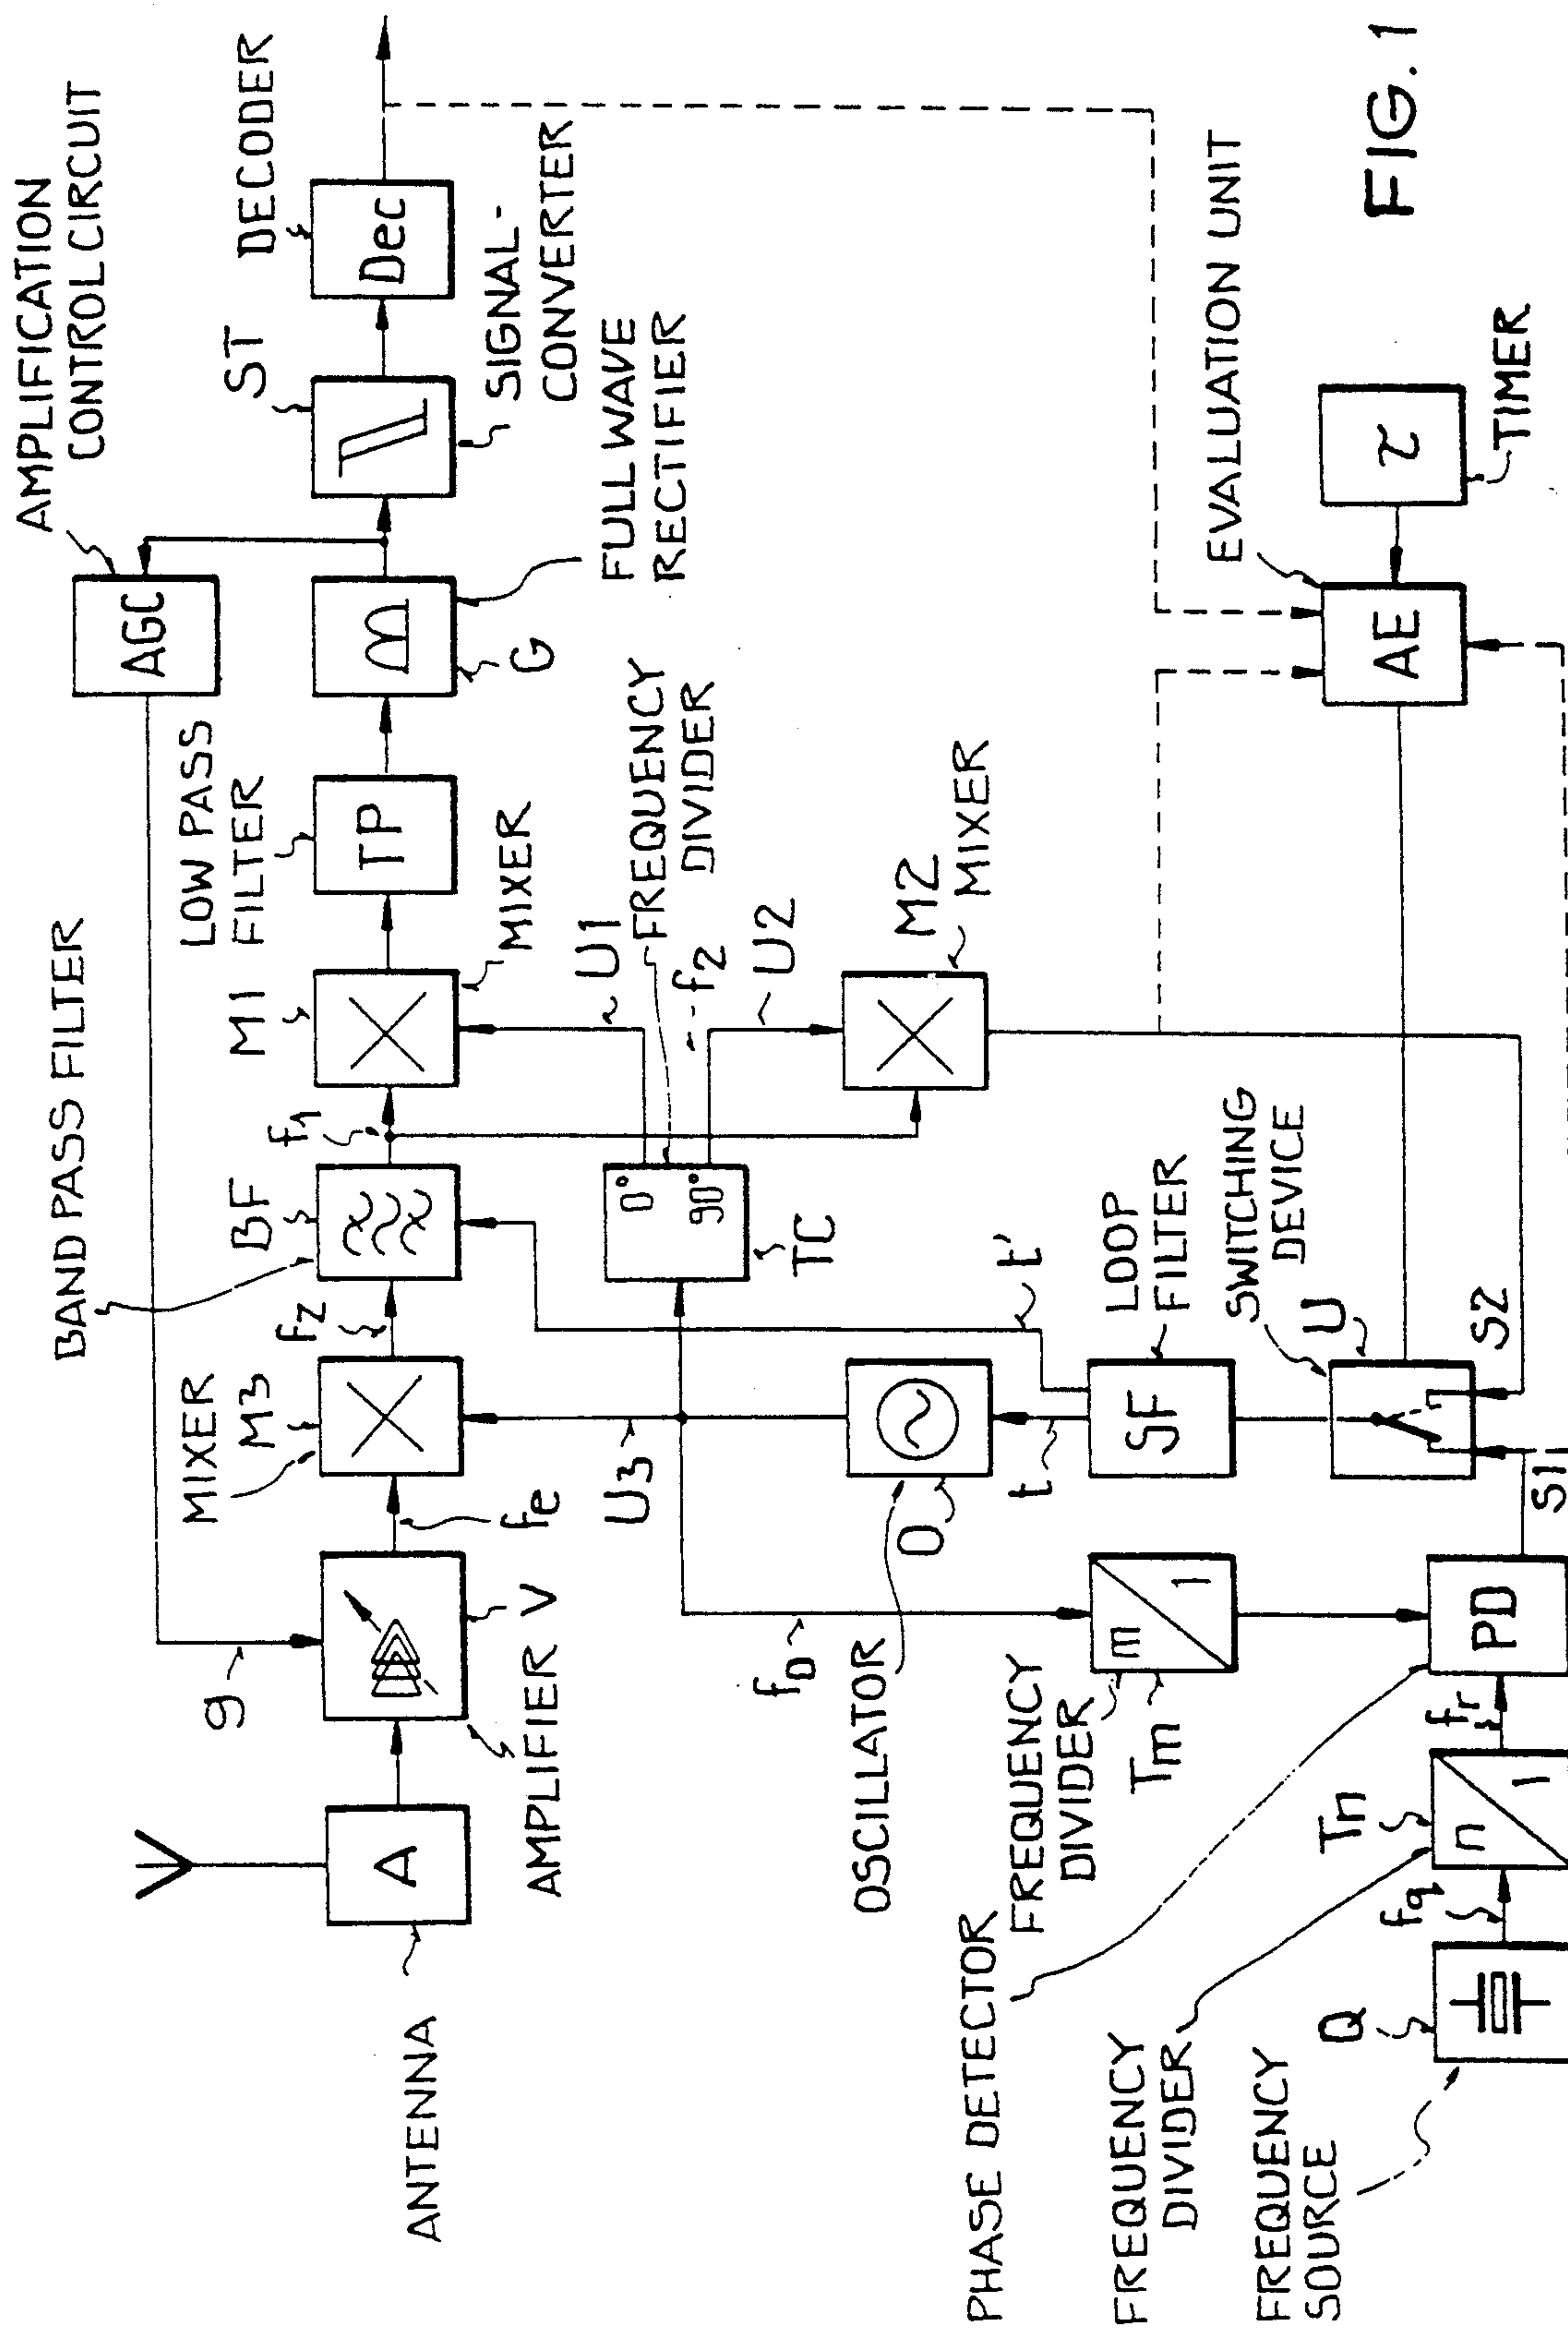 AMPLIFICATION
CONTROL CIRCUIT
AGC
BAND PASS FILTER
LOW PASS
FILTER
ST
DECODER
MIXER
M3
BF
M1
g
fz
f1
A
TP
Dec
ANTENNA
AMPLIFIER V
fe
MIXER
G
FULL WAVE
RECTIFIER
SIGNAL-
CONVERTER
U3
0°
90°
TC
U1
FREQUENCY
DIVIDER
f2
U2
fo
t'
M2
MIXER
OSCILLATOR
O
t
LOOP
FILTER
SF
PHASE DETECTOR
FREQUENCY
DIVIDER
m
1
Tm
SWITCHING
DEVICE
U
EVALUATION UNIT
AE
τ
TIMER
FREQUENCY
DIVIDER
Tn
FREQUENCY
SOURCE
Q
fq
n
1
fr
PD
S1
S2
FIG. 1